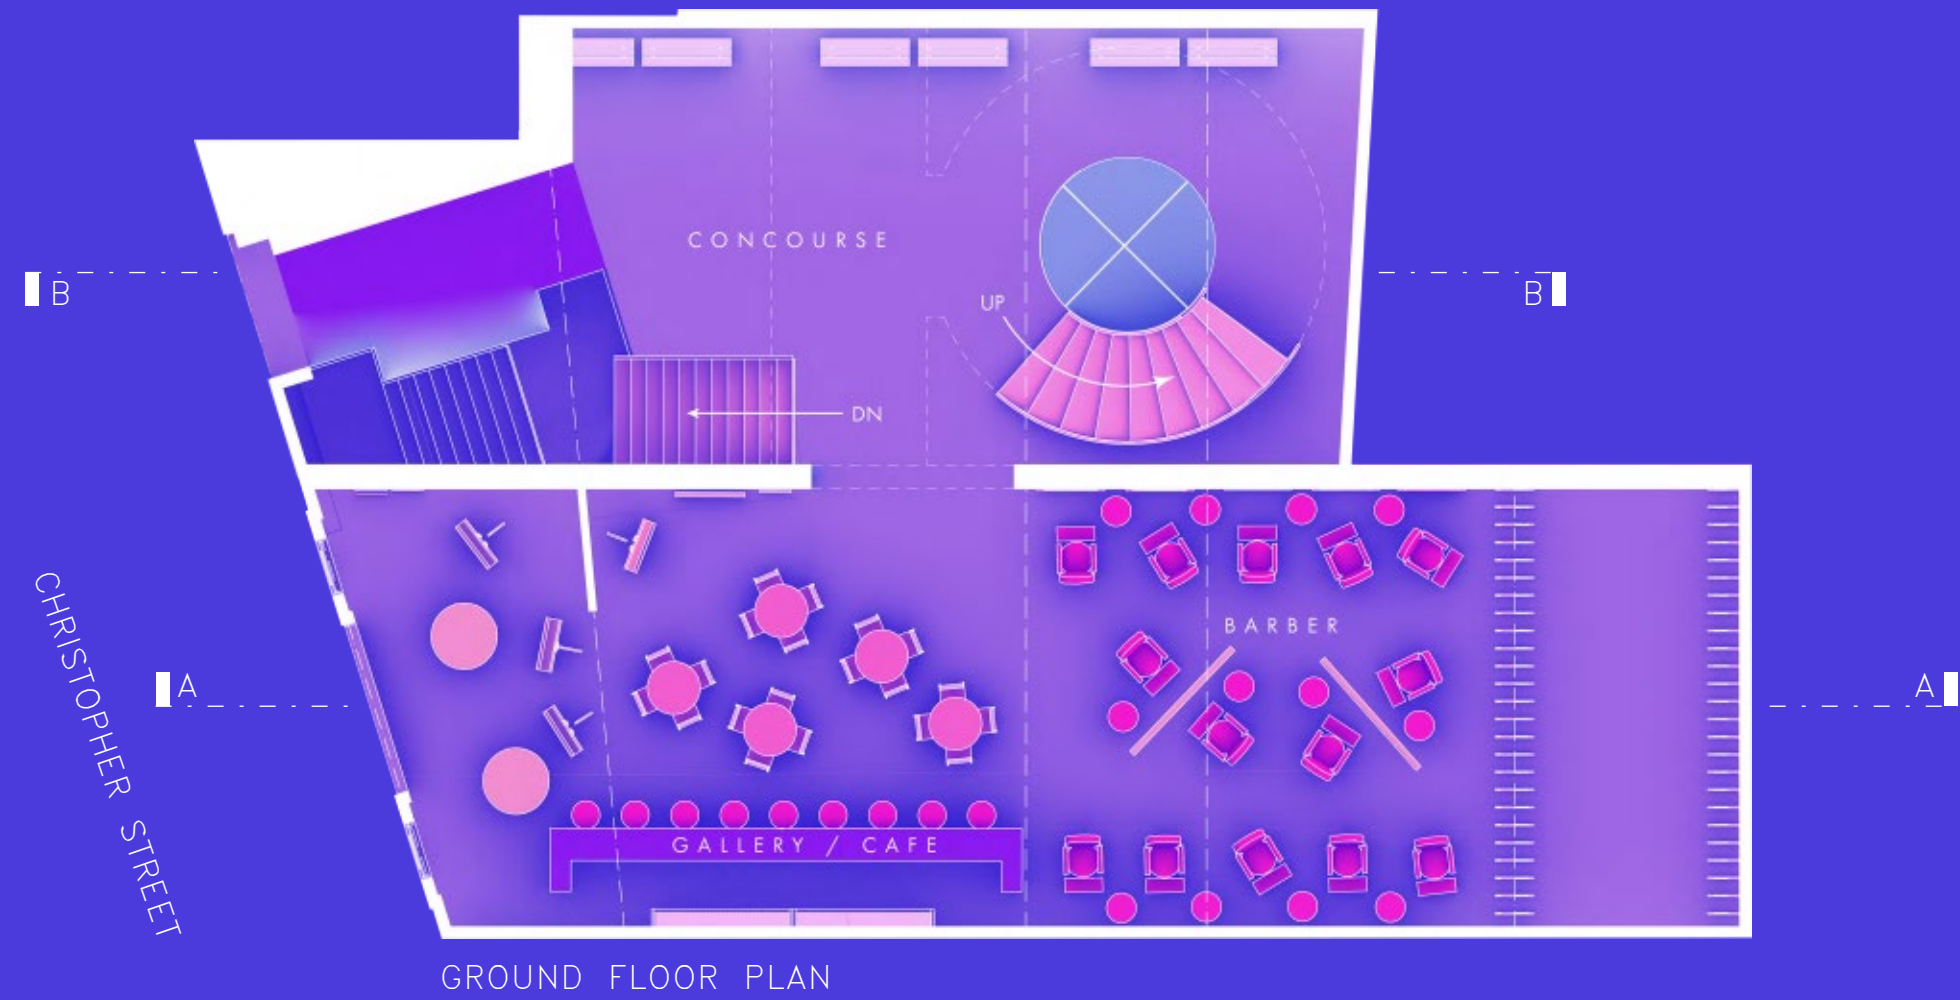 CONCOURSE
B
B
UP
DN
CHRISTOPHER STREET
BARBER
A
A
GALLERY / CAFE
GROUND FLOOR PLAN